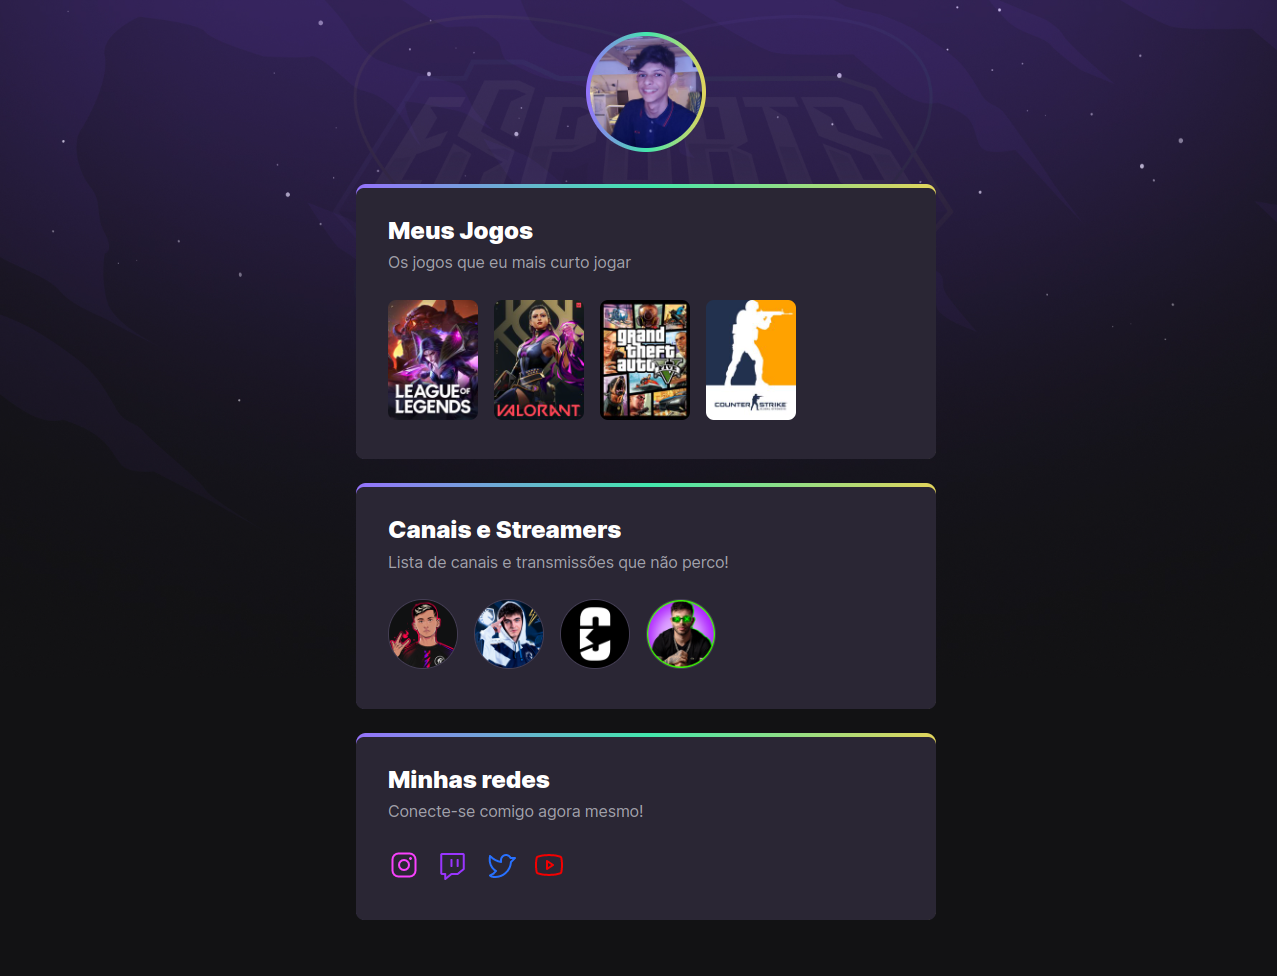 ESPORTS
Meus Jogos
Os jogos que eu mais curto jogar
LEAGUE OF
LEGENDS
VALORANT
grand
theft
auto
FIVE
COUNTER STRIKE
Canais e Streamers
Lista de canais e transmissões que não perco!
Minhas redes
Conecte-se comigo agora mesmo!